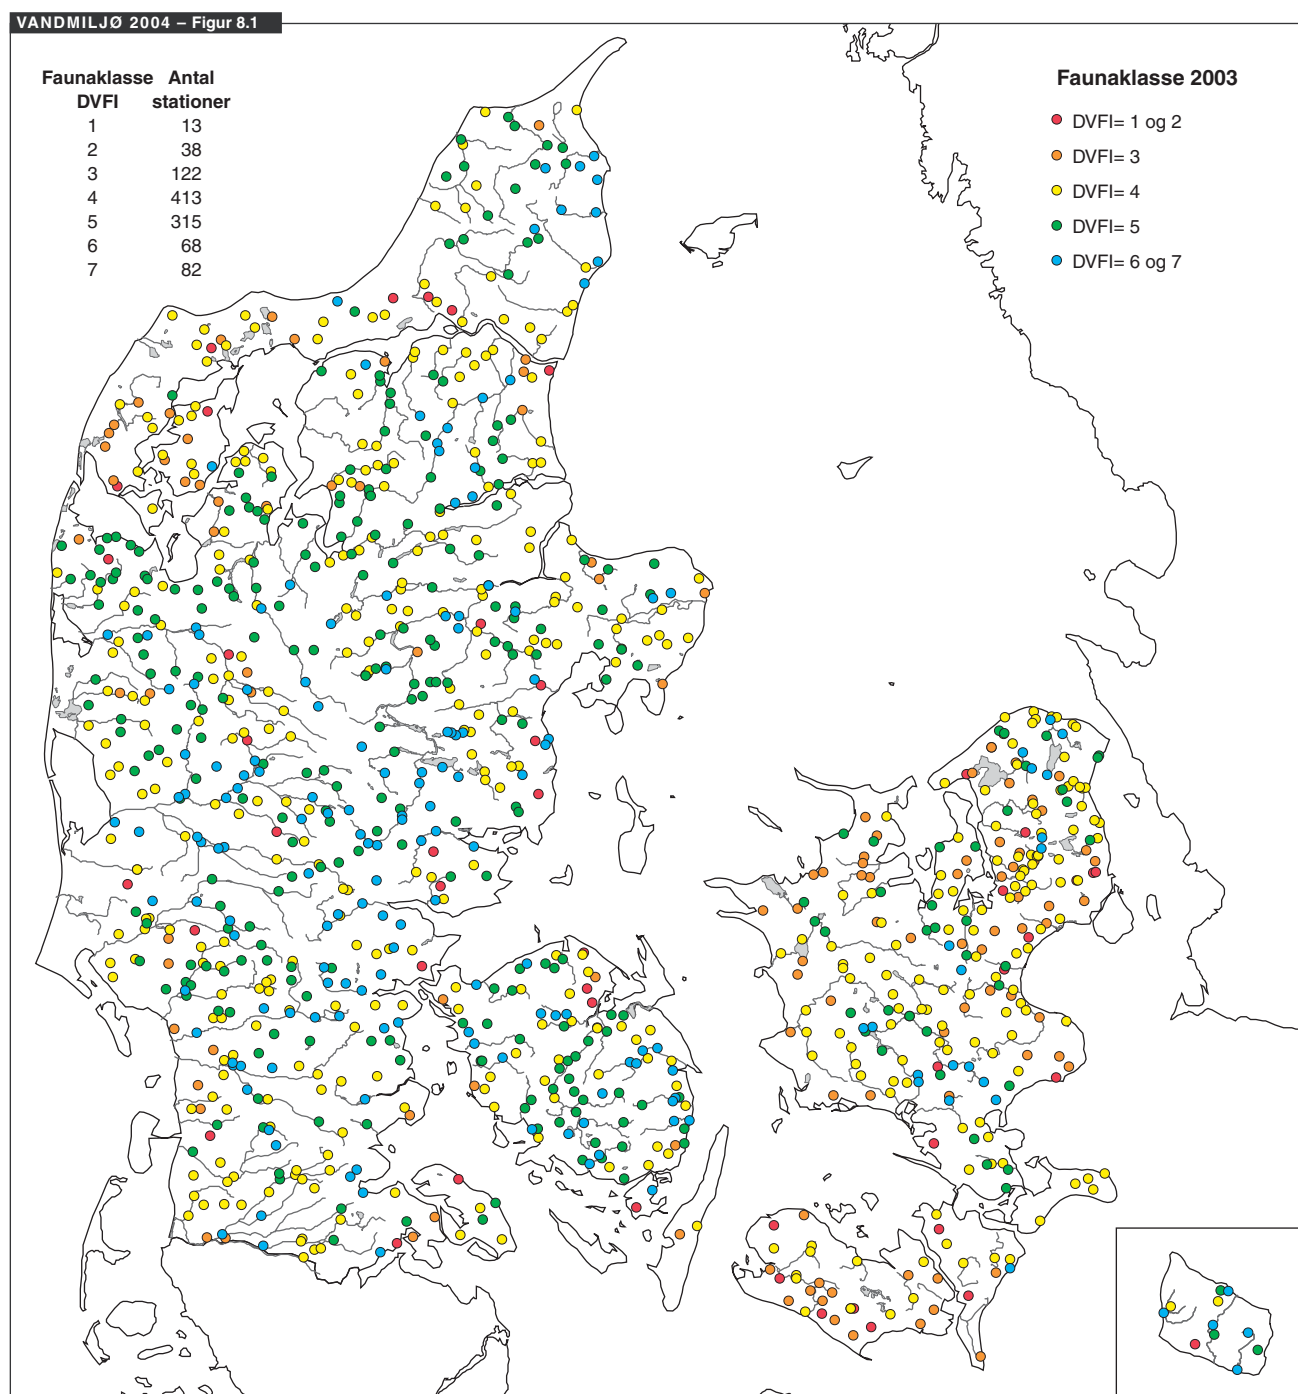 VANDMILJØ 2004 – Figur 8.1
Faunaklasse Antal
DVFI stationer
1 13
2 38
3 122
4 413
5 315
6 68
7 82
Faunaklasse 2003
DVFI= 1 og 2
DVFI= 3
DVFI= 4
DVFI= 5
DVFI= 6 og 7